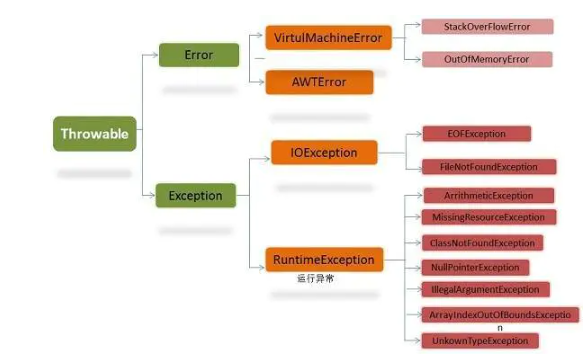 Throwable
Error
VirtulMachineError
StackOverFlowError
OutOfMemoryError
AWTError
Exception
IOException
EOFException
FileNotFoundException
RuntimeException
运行异常
ArrithmeticException
MissingResourceException
ClassNotFoundException
NullPointerException
IllegalArgumentException
ArrayIndexOutOfBoundsExceptio
n
UnkownTypeException